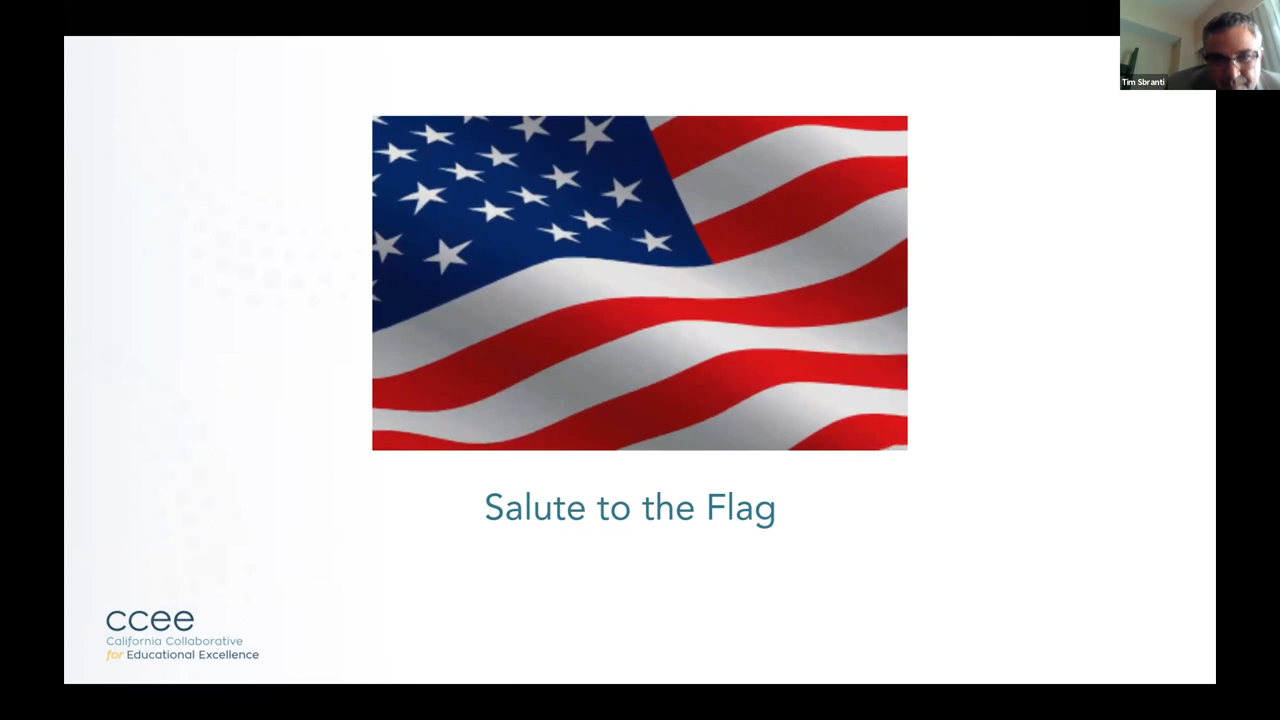 Tim Sbranti
Salute to the Flag
ccee
California Collaborative
for Educational Excellence